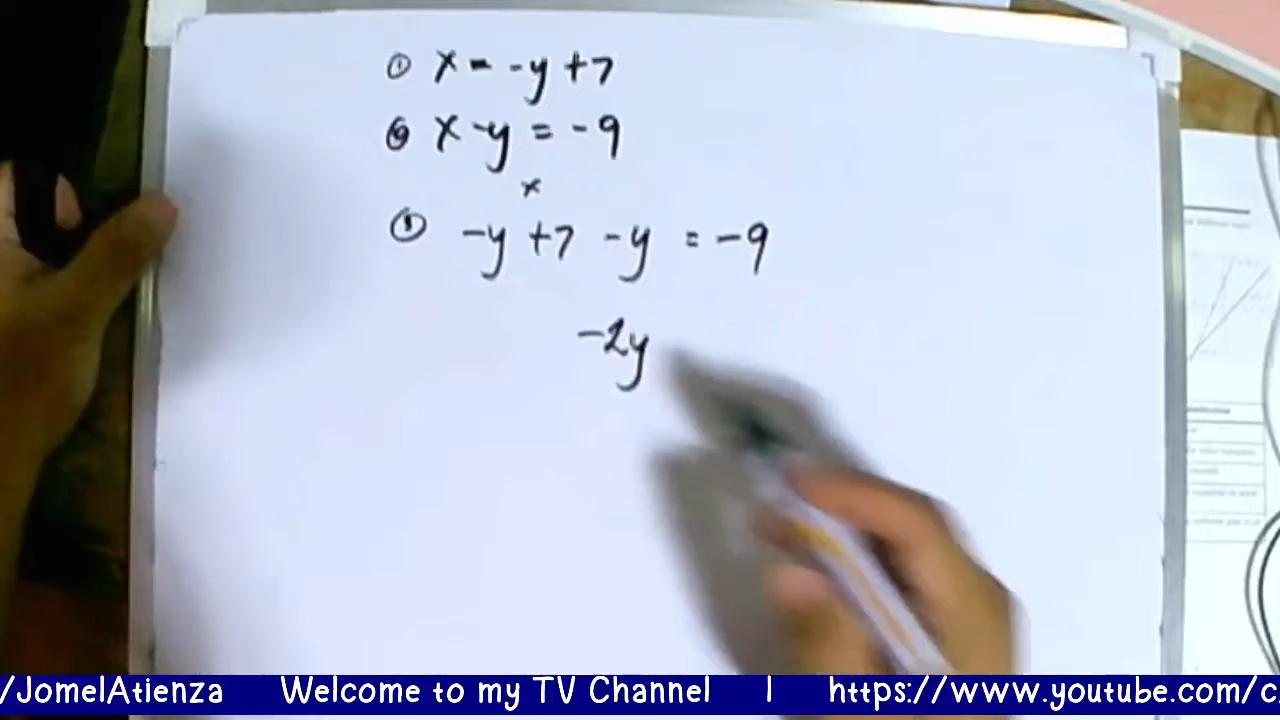 ① x = -y + 7
② x - y = -9
x
① -y + 7 - y = -9
-2y
/JomelAtienza Welcome to my TV Channel | https://www.youtube.com/c